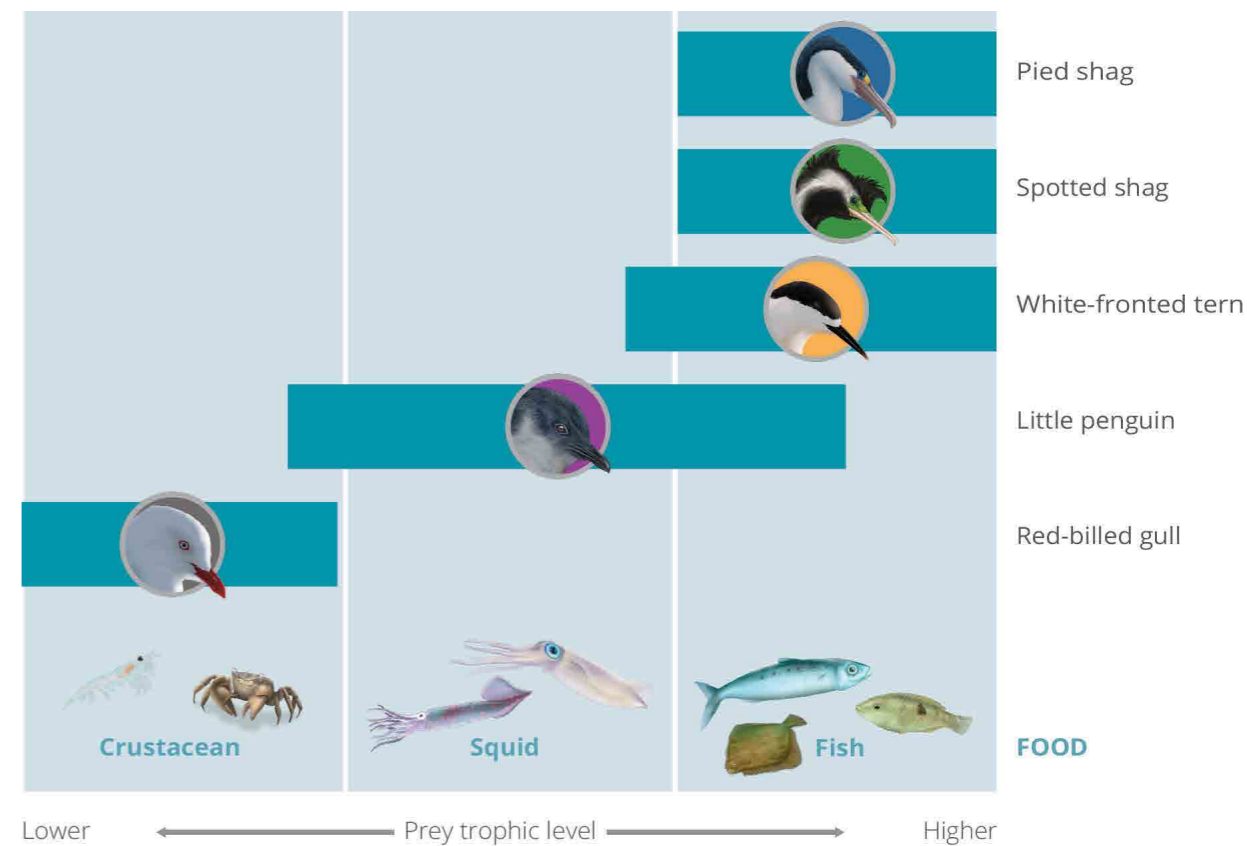 Pied shag
Spotted shag
White-fronted tern
Little penguin
Red-billed gull
Crustacean
Squid
Fish
FOOD
Lower
Prey trophic level
Higher